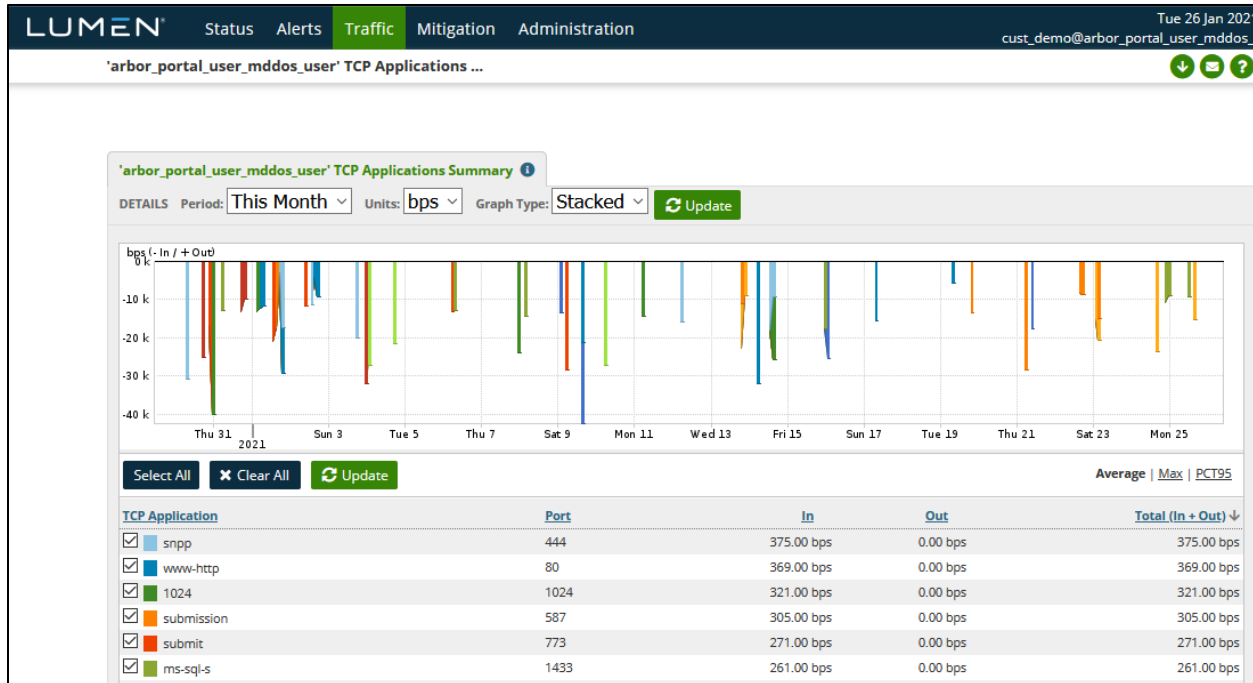 LUMEN® Status Alerts Traffic Mitigation Administration Tue 26 Jan 2021
cust_demo@arbor_portal_user_mddos_
'arbor_portal_user_mddos_user' TCP Applications ...
'arbor_portal_user_mddos_user' TCP Applications Summary
DETAILS Period: This Month Units: bps Graph Type: Stacked Update
bps (- In / + Out)
0 k
-10 k
-20 k
-30 k
-40 k
Thu 31 Sun 3 Tue 5 Thu 7 Sat 9 Mon 11 Wed 13 Fri 15 Sun 17 Tue 19 Thu 21 Sat 23 Mon 25
2021
Select All Clear All Update Average | Max | PCT95
TCP Application Port In Out Total (In + Out)
snpp 444 375.00 bps 0.00 bps 375.00 bps
www-http 80 369.00 bps 0.00 bps 369.00 bps
1024 1024 321.00 bps 0.00 bps 321.00 bps
submission 587 305.00 bps 0.00 bps 305.00 bps
submit 773 271.00 bps 0.00 bps 271.00 bps
ms-sql-s 1433 261.00 bps 0.00 bps 261.00 bps